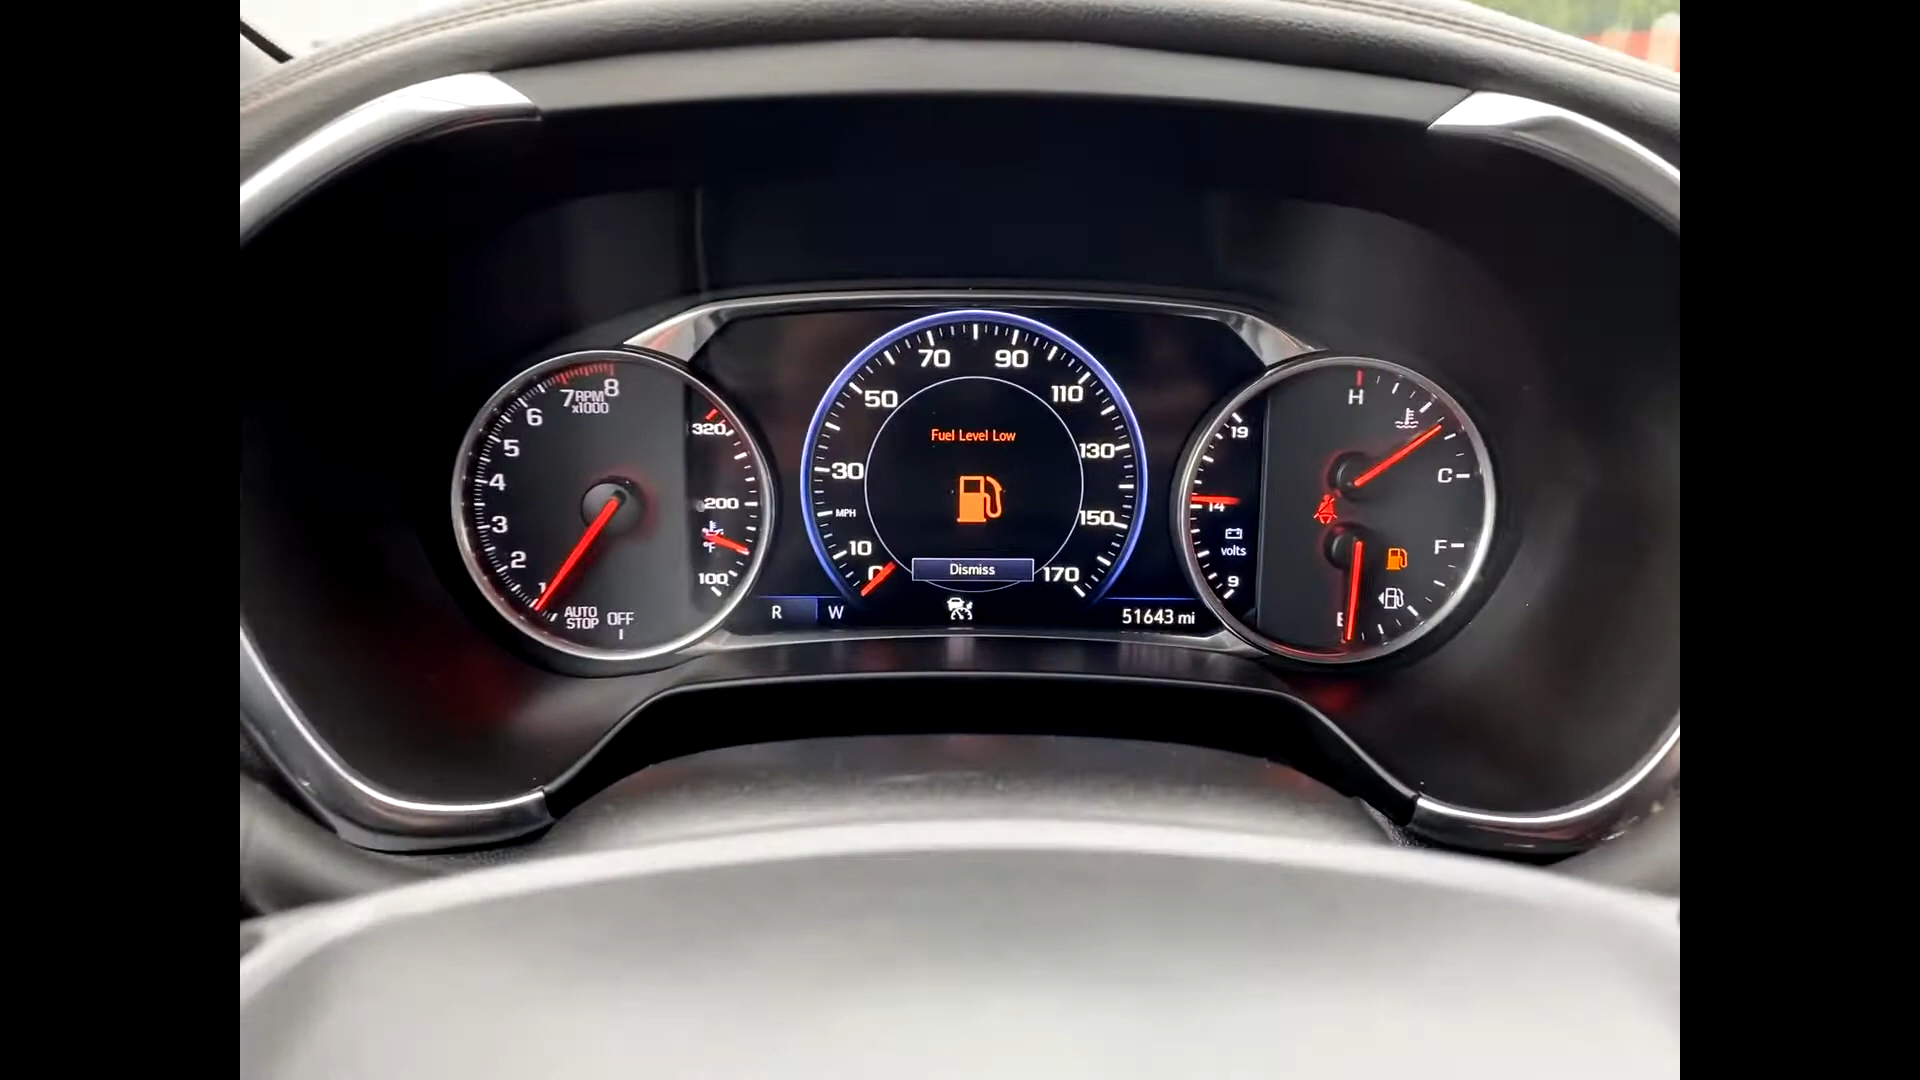 8
7
RPM
x1000
6
5
4
3
2
1
AUTO
STOP
OFF
320
200
°F
100
70
90
50
110
30
130
MPH
150
10
0
170
Fuel Level Low
Dismiss
R
W
51643 mi
19
14
volts
9
H
C
F
E